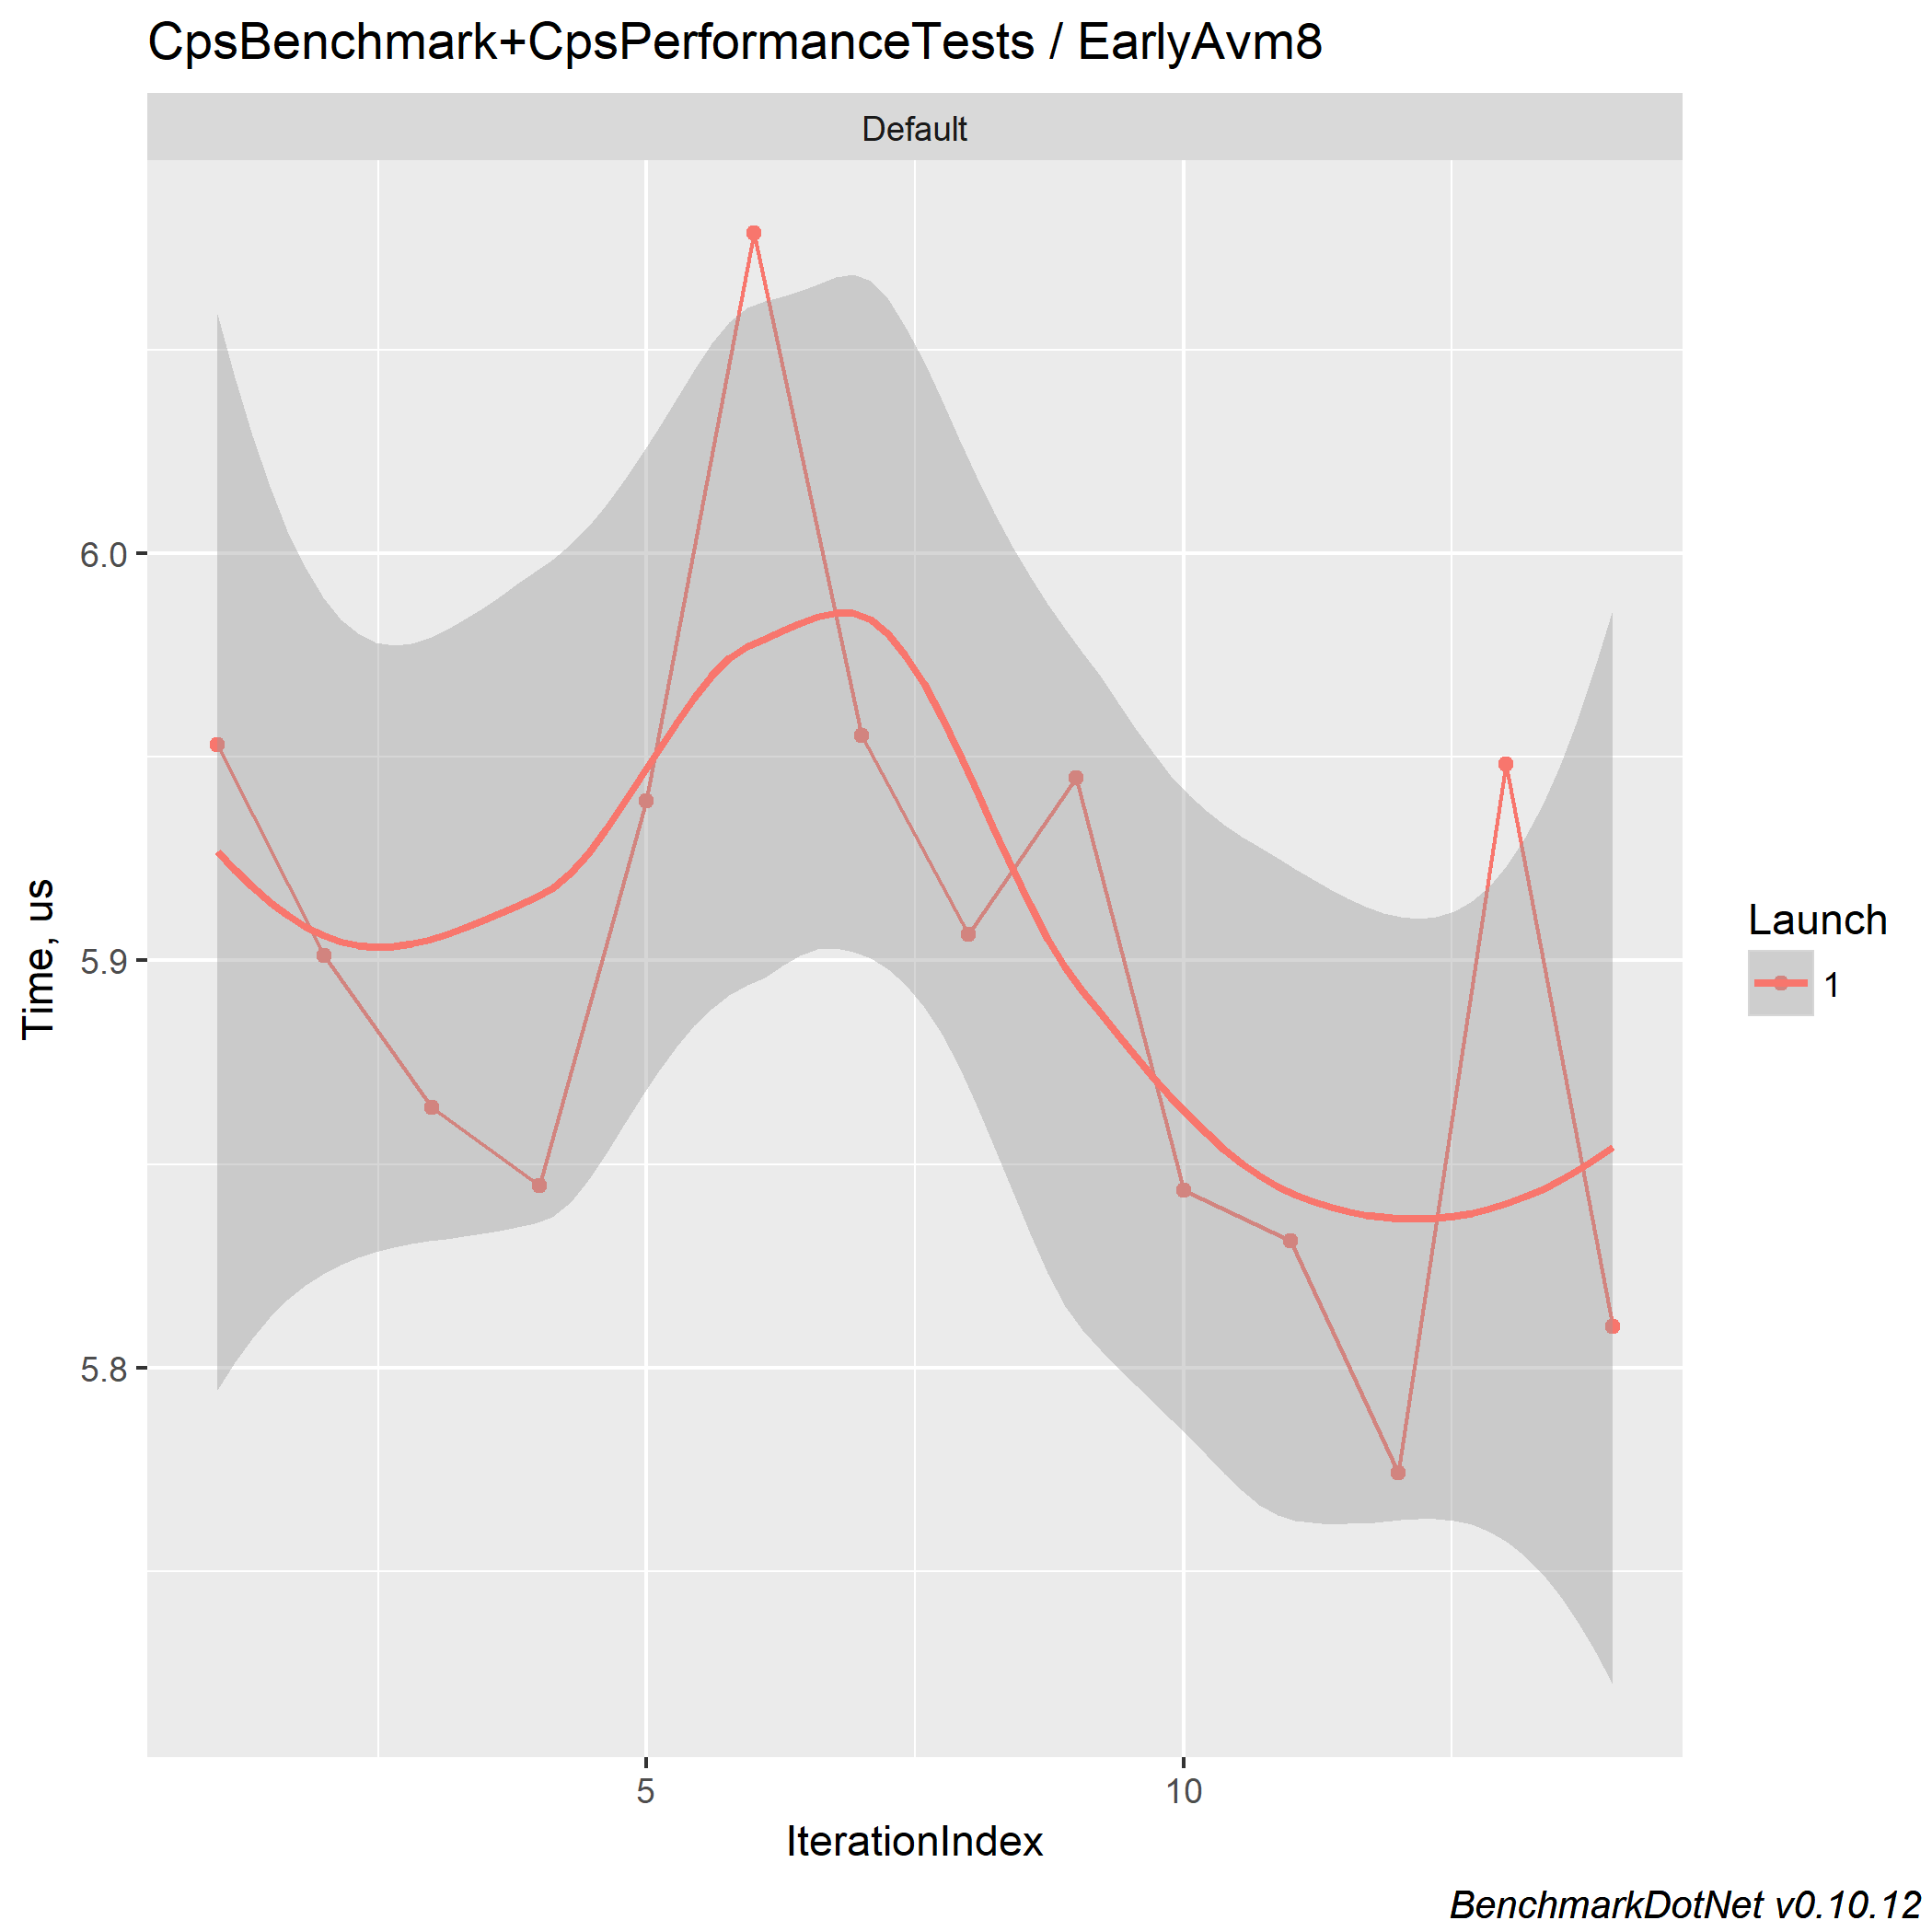 CpsBenchmark+CpsPerformanceTests / EarlyAvm8
Default
6.0
5.9
5.8
Time, us
5
10
IterationIndex
Launch
1
BenchmarkDotNet v0.10.12